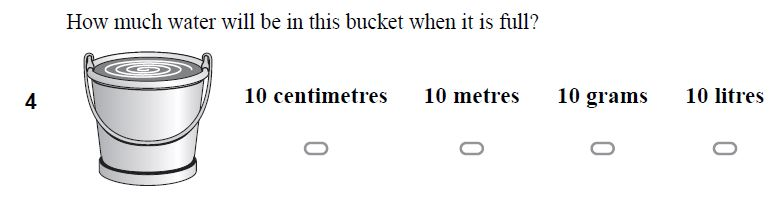 How much water will be in this bucket when it is full?
4 10 centimetres 10 metres 10 grams 10 litres